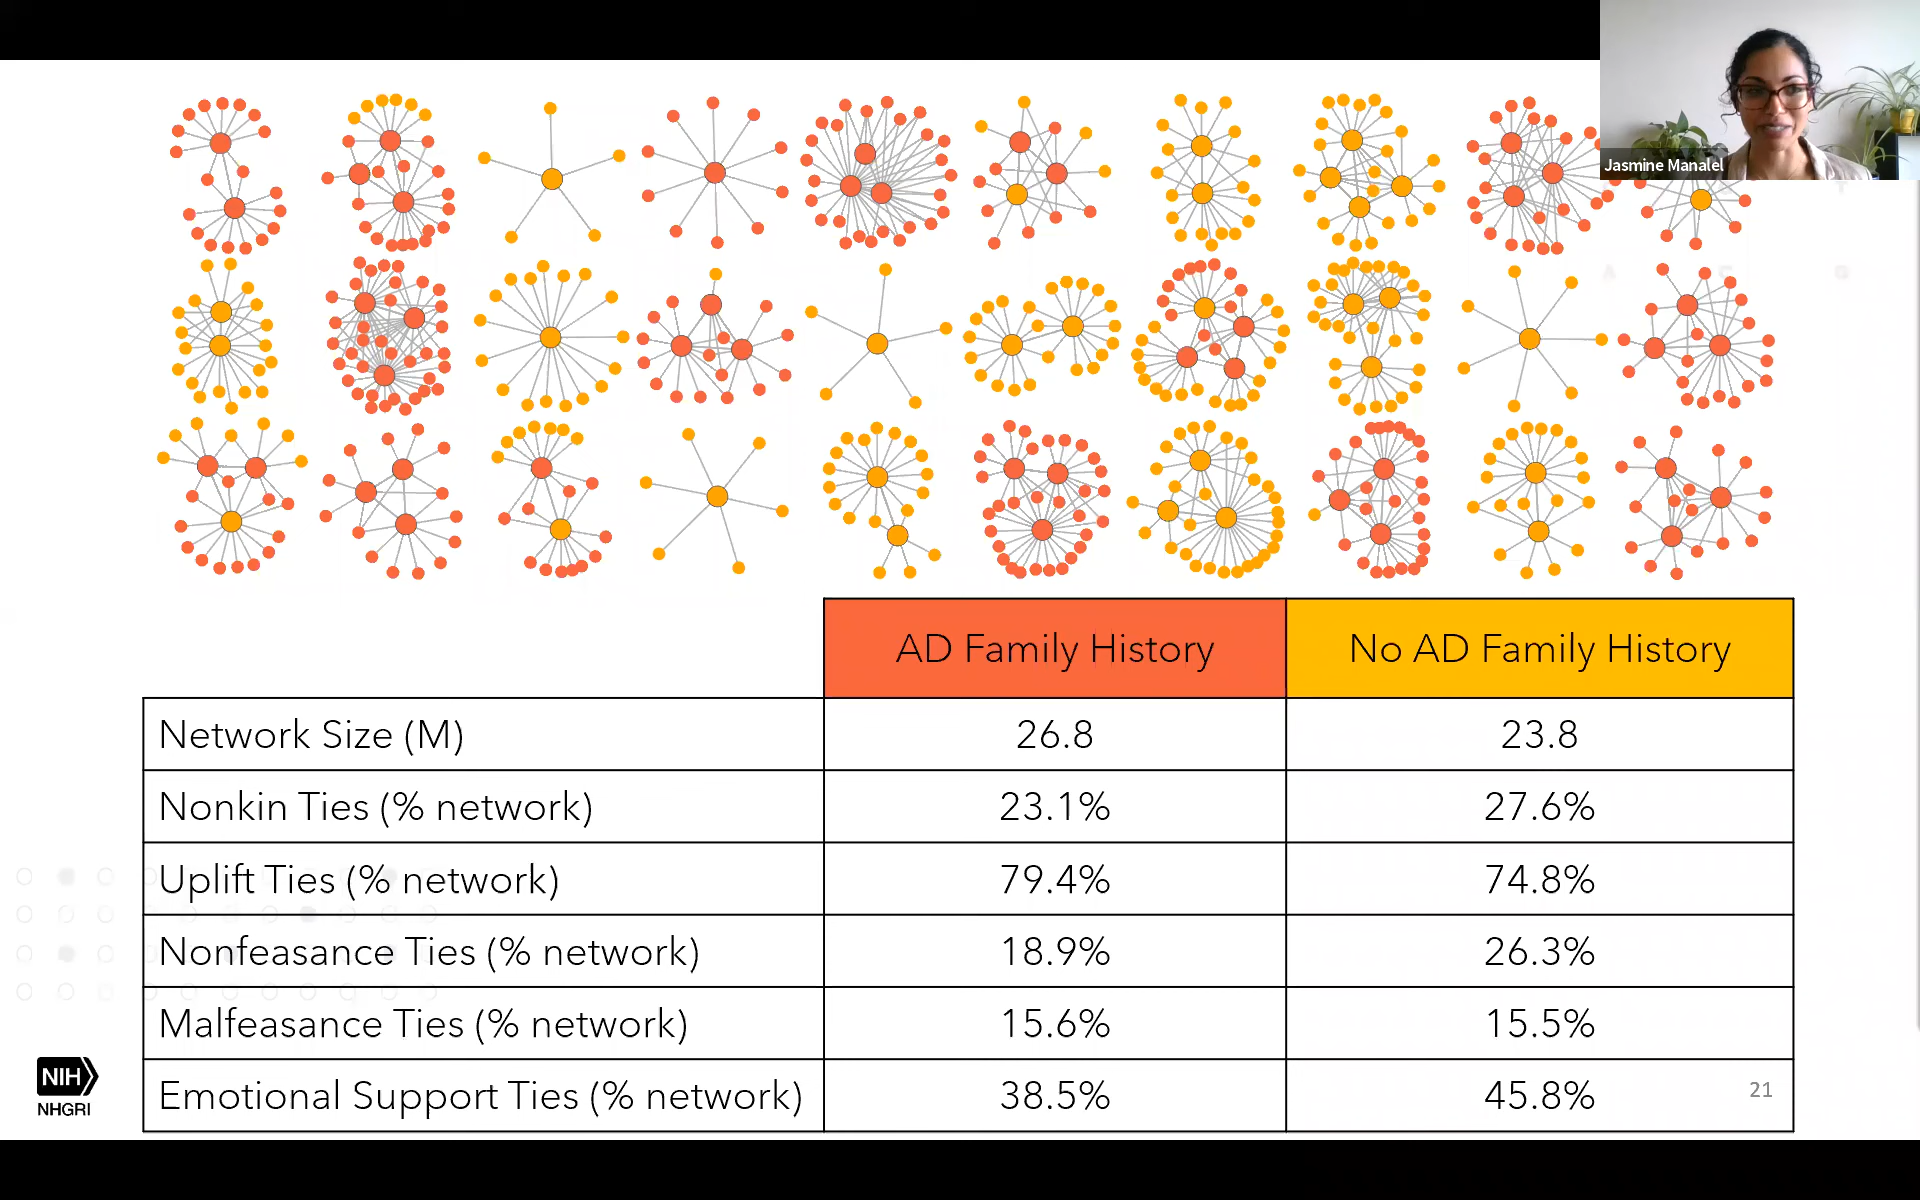 Jasmine Manalel
AD Family History No AD Family History
Network Size (M) 26.8 23.8
Nonkin Ties (% network) 23.1% 27.6%
Uplift Ties (% network) 79.4% 74.8%
Nonfeasance Ties (% network) 18.9% 26.3%
Malfeasance Ties (% network) 15.6% 15.5%
Emotional Support Ties (% network) 38.5% 45.8%
21
NIH
NHGRI